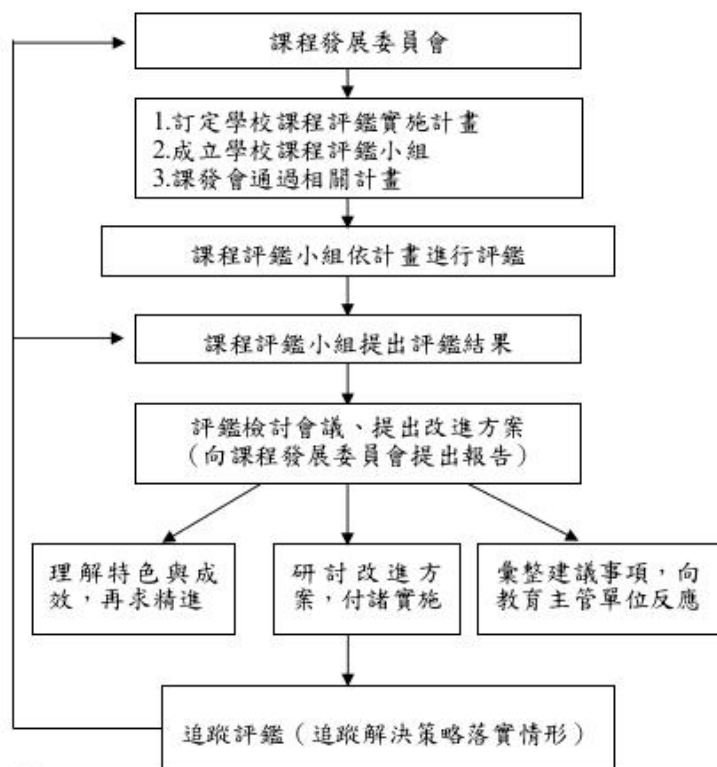 課程發展委員會
1.訂定學校課程評鑑實施計畫
2.成立學校課程評鑑小組
3.課發會通過相關計畫
課程評鑑小組依計畫進行評鑑
課程評鑑小組提出評鑑結果
評鑑檢討會議、提出改進方案
（向課程發展委員會提出報告）
理解特色與成
效，再求精進
研討改進方
案，付諸實施
彙整建議事項，向
教育主管單位反應
追蹤評鑑（追蹤解決策略落實情形）